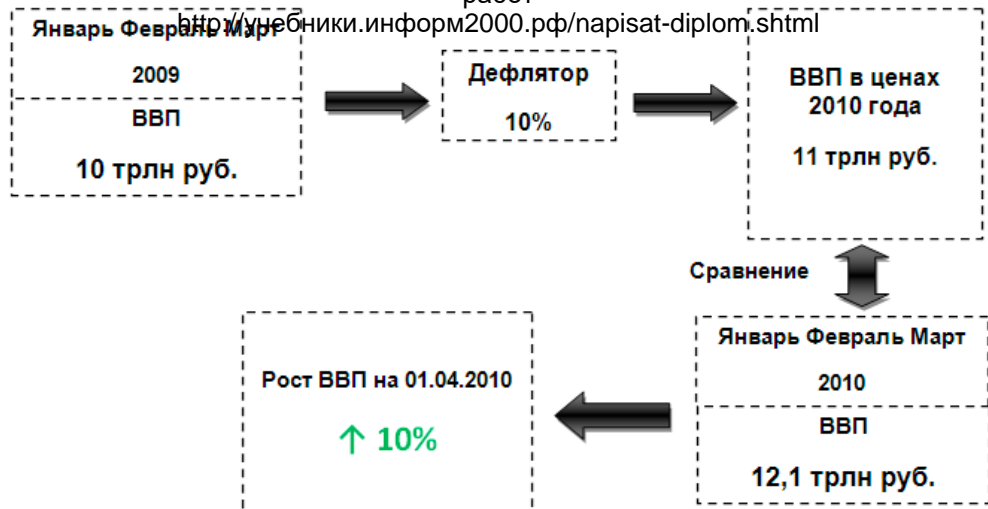 работ
http://учебники.информ2000.рф/napisat-diplom.shtml
Январь Февраль Март
2009
ВВП
10 трлн руб.
Дефлятор
10%
ВВП в ценах
2010 года
11 трлн руб.
Сравнение
Январь Февраль Март
2010
ВВП
12,1 трлн руб.
Рост ВВП на 01.04.2010
↑ 10%